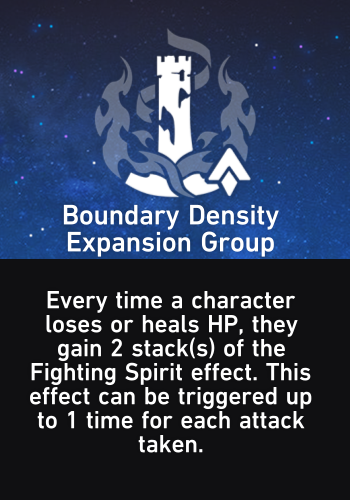 Boundary Density
Expansion Group
Every time a character
loses or heals HP, they
gain 2 stack(s) of the
Fighting Spirit effect. This
effect can be triggered up
to 1 time for each attack
taken.